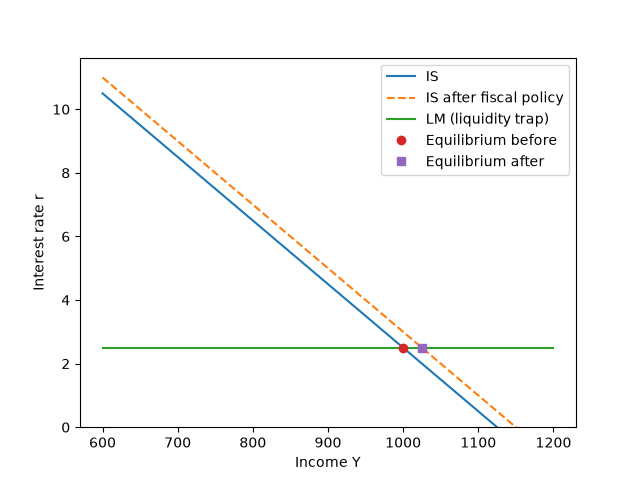 IS
IS after fiscal policy
LM (liquidity trap)
Equilibrium before
Equilibrium after
Interest rate r
10
8
6
4
2
0
600 700 800 900 1000 1100 1200
Income Y